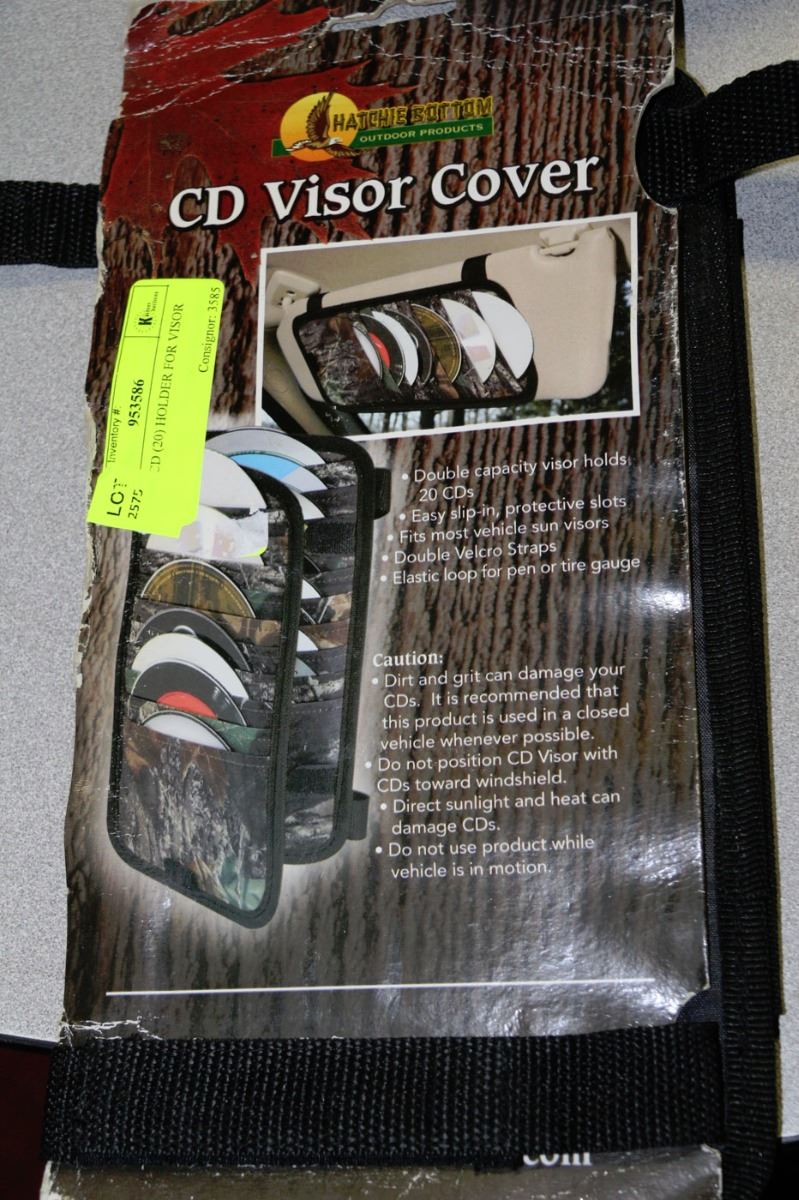 HATCHIE BOTTOM
OUTDOOR PRODUCTS
CD Visor Cover
Inventory #:
953586
LOT
2575
CD (20) HOLDER FOR VISOR
Consignor: 3585
• Double capacity visor holds
20 CDs
• Easy slip-in, protective slots
• Fits most vehicle sun visors
• Double Velcro Straps
• Elastic loop for pen or tire gauge
Caution:
• Dirt and grit can damage your
CDs. It is recommended that
this product is used in a closed
vehicle whenever possible.
• Do not position CD Visor with
CDs toward windshield.
• Direct sunlight and heat can
damage CDs.
• Do not use product while
vehicle is in motion.
com